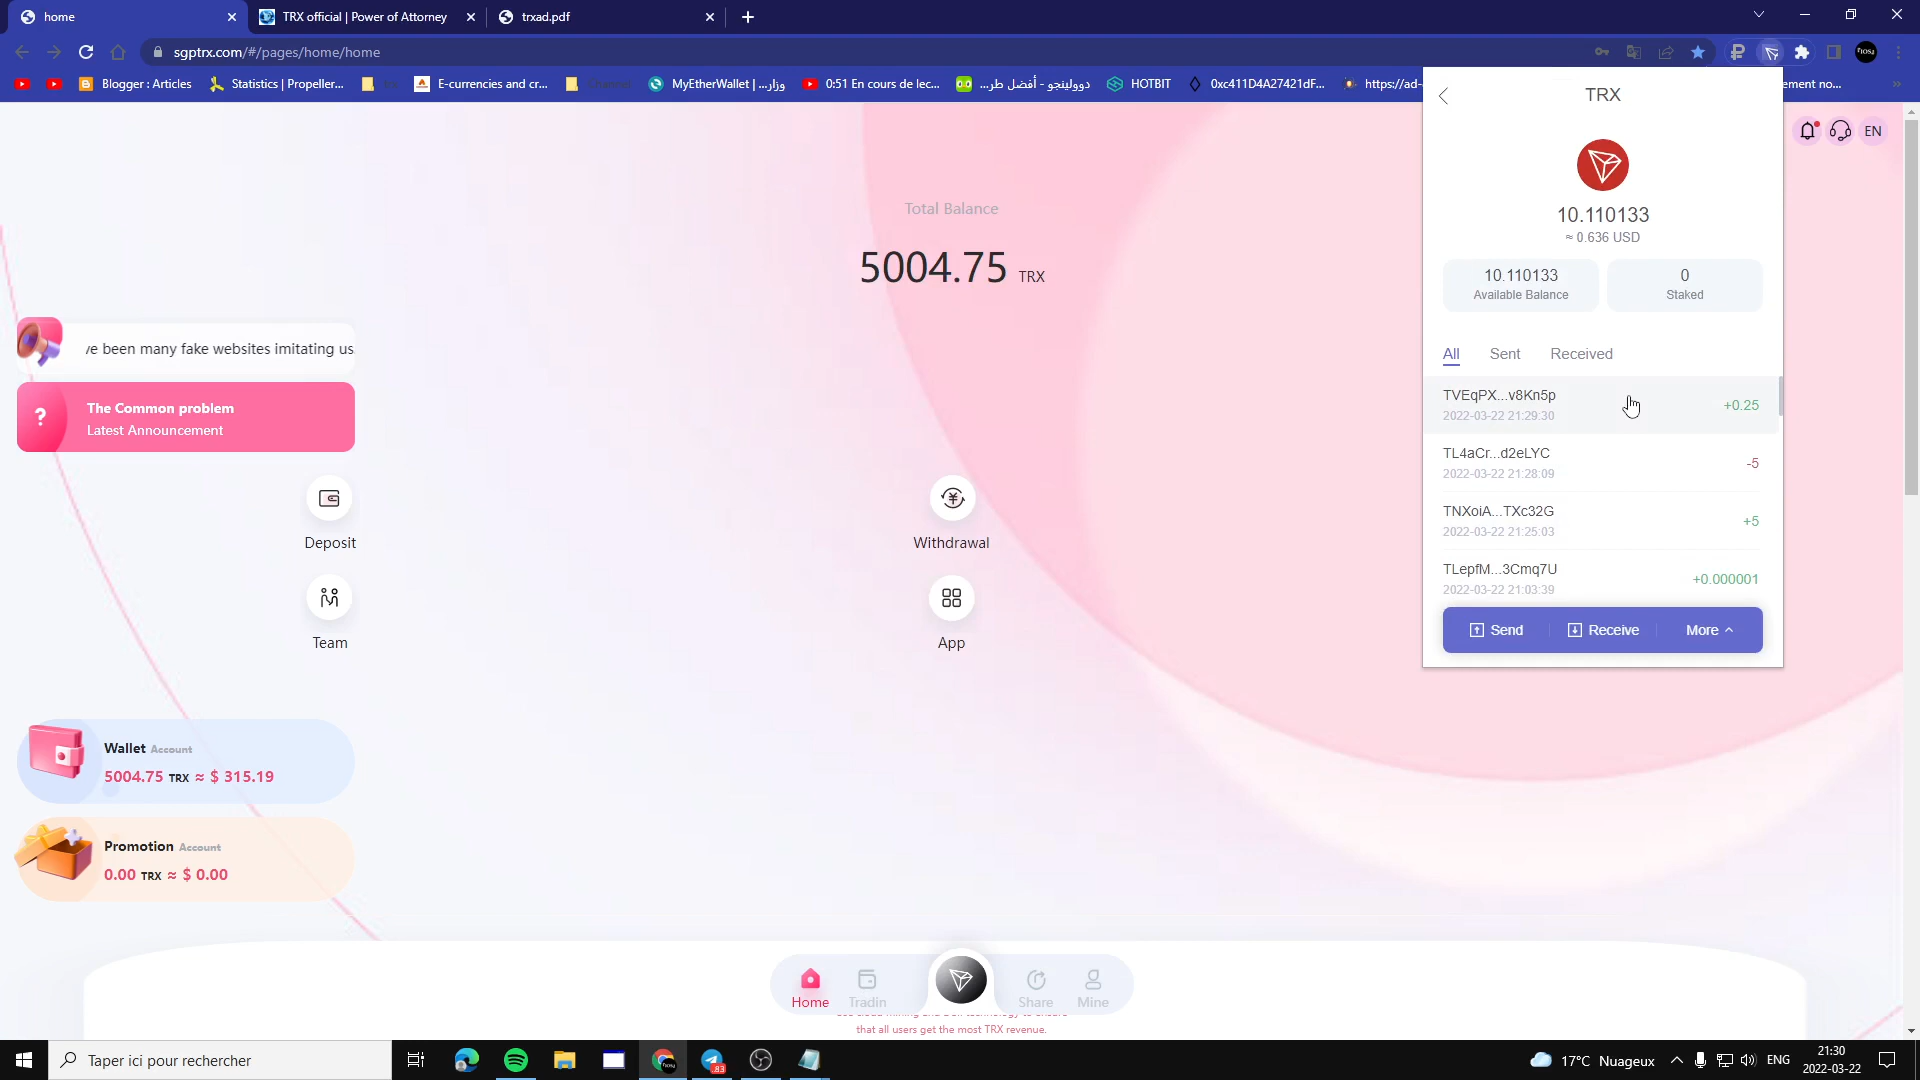 home
TRX official | Power of Attorney
trxad.pdf
sgptrx.com/#/pages/home/home
Blogger : Articles
Statistics | Propeller...
E-currencies and cr...
Channel
MyEtherWallet | ...وزار
0:51 En cours de lec...
دوولينجو - أفضل طر...
HOTBIT
0xc411D4A27421dF...
https://ad-
ement no...
EN
Total Balance
5004.75 TRX
've been many fake websites imitating us.
?
The Common problem
Latest Announcement
Deposit
Withdrawal
Team
App
Wallet Account
5004.75 TRX ≈ $ 315.19
Promotion Account
0.00 TRX ≈ $ 0.00
Home
Tradin
Share
Mine
that all users get the most TRX revenue.
TRX
10.110133
≈ 0.636 USD
10.110133
Available Balance
0
Staked
All
Sent
Received
TVEqPX...v8Kn5p
2022-03-22 21:29:30
+0.25
TL4aCr...d2eLYC
2022-03-22 21:28:09
-5
TNXoiA...TXc32G
2022-03-22 21:25:03
+5
TLepfM...3Cmq7U
2022-03-22 21:03:39
+0.000001
Send
Receive
More
Taper ici pour rechercher
83
17°C Nuageux
ENG
21:30
2022-03-22